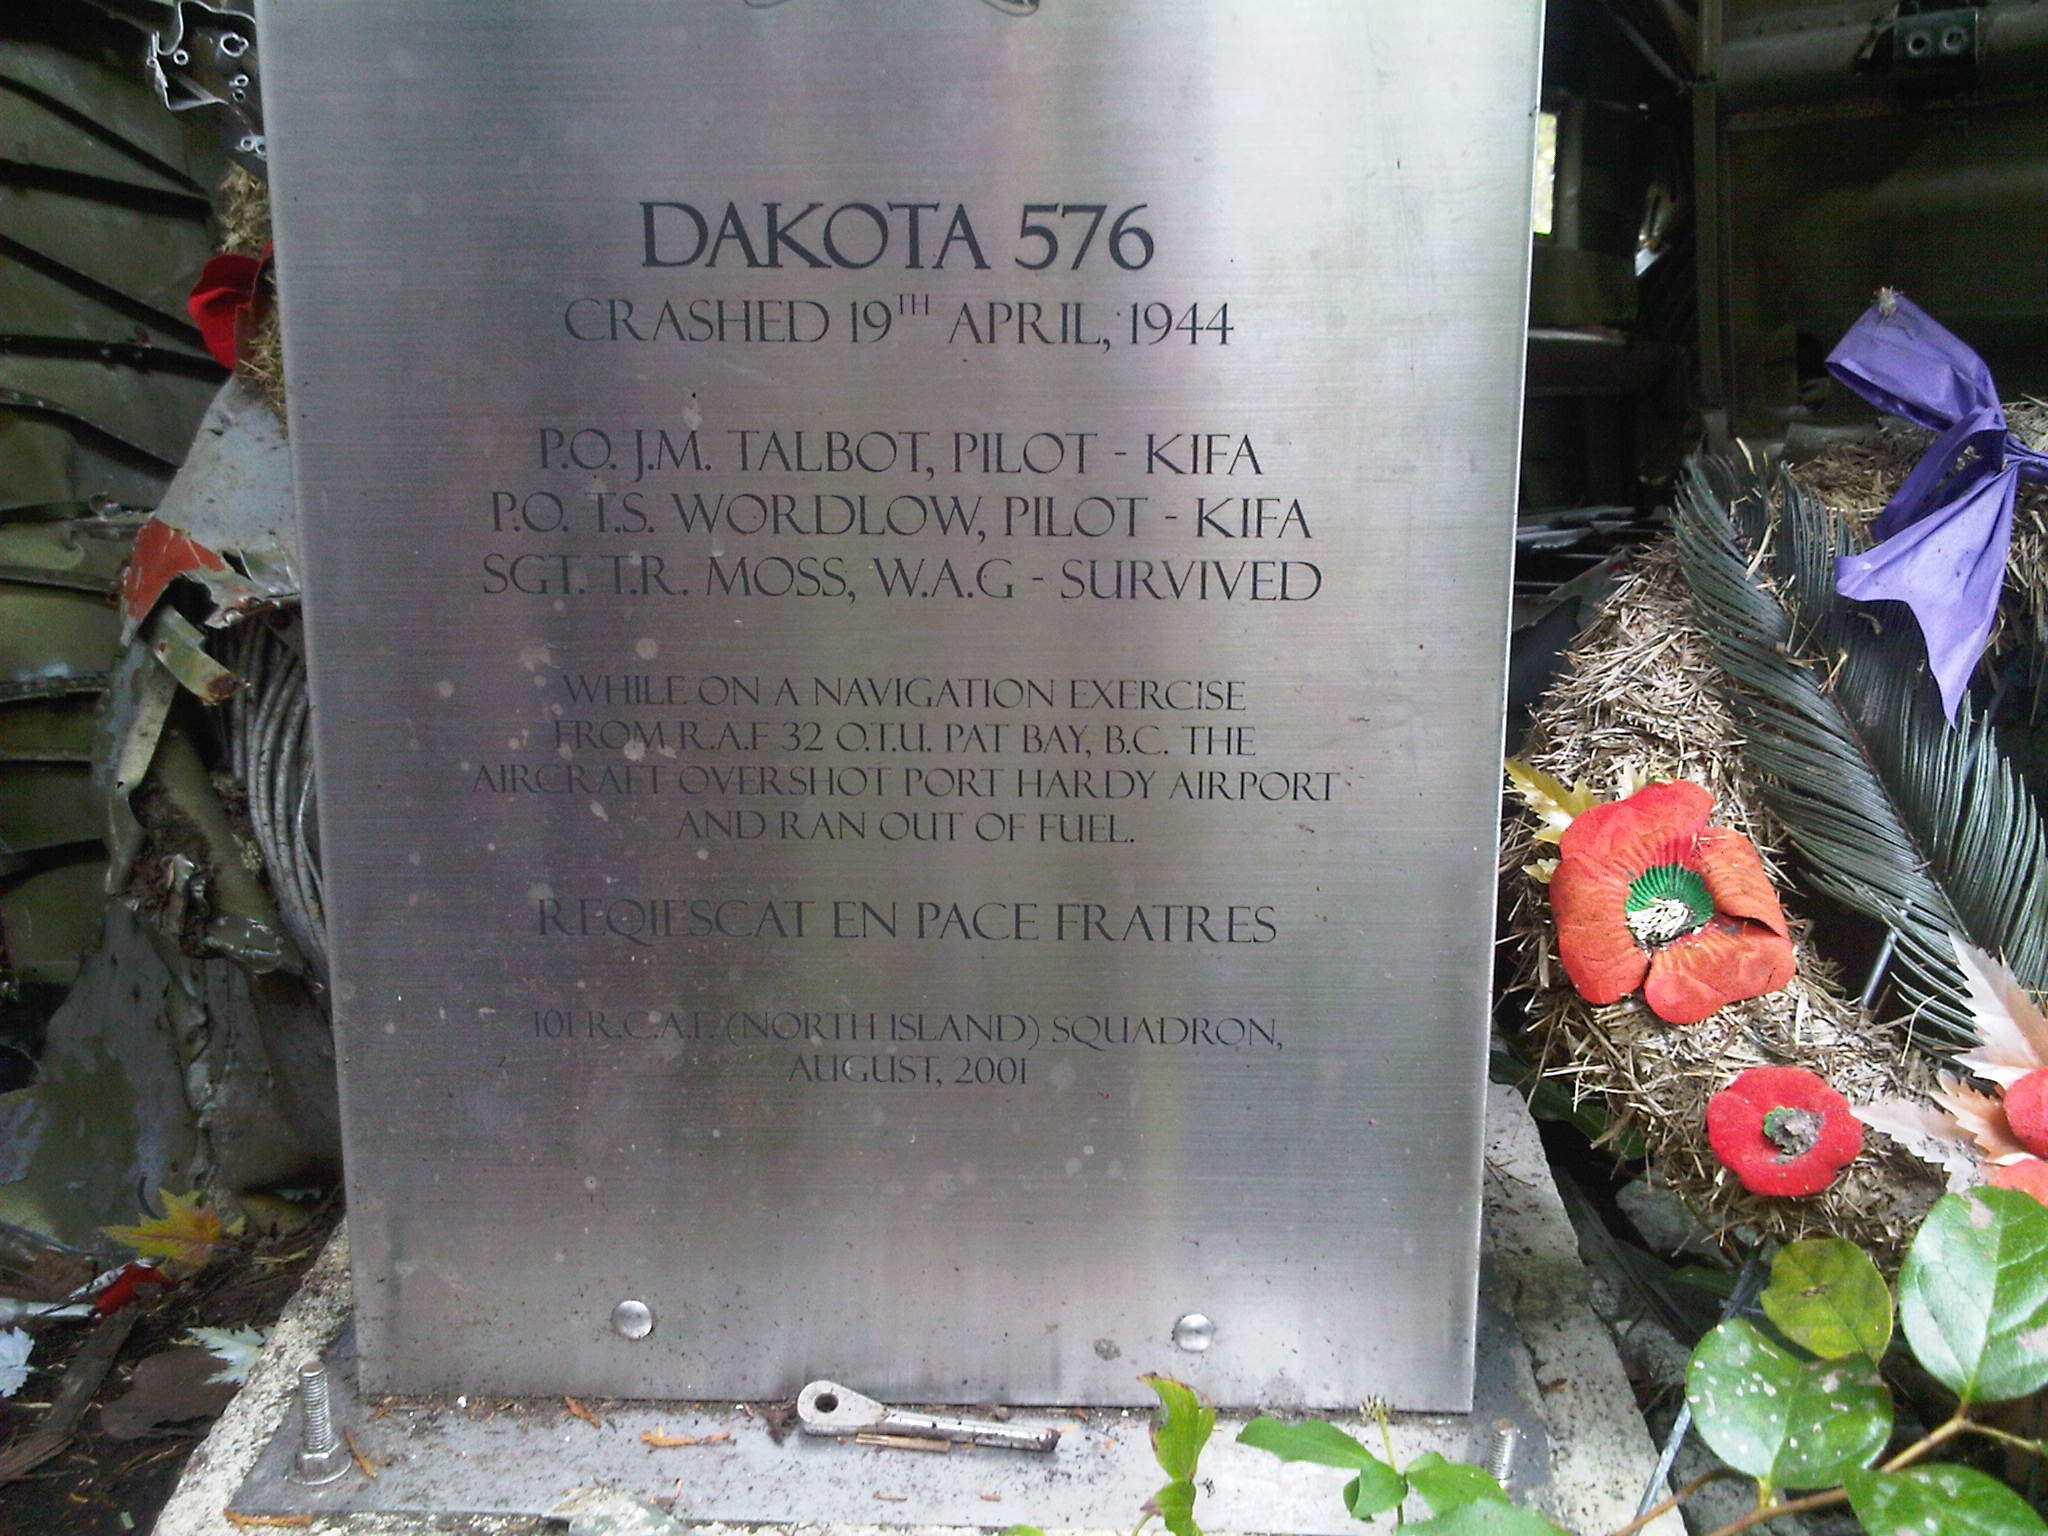 DAKOTA 576
CRASHED 19TH APRIL, 1944
P.O. J.M. TALBOT, PILOT - KIFA
P.O. T.S. WORDLOW, PILOT - KIFA
SGT. T.R. MOSS, W.A.G - SURVIVED
WHILE ON A NAVIGATION EXERCISE
FROM R.A.F 32 O.T.U. PAT BAY, B.C. THE
AIRCRAFT OVERSHOT PORT HARDY AIRPORT
AND RAN OUT OF FUEL.
REQIESCAT EN PACE FRATRES
101 R.C.A.F. (NORTH ISLAND) SQUADRON,
AUGUST, 2001